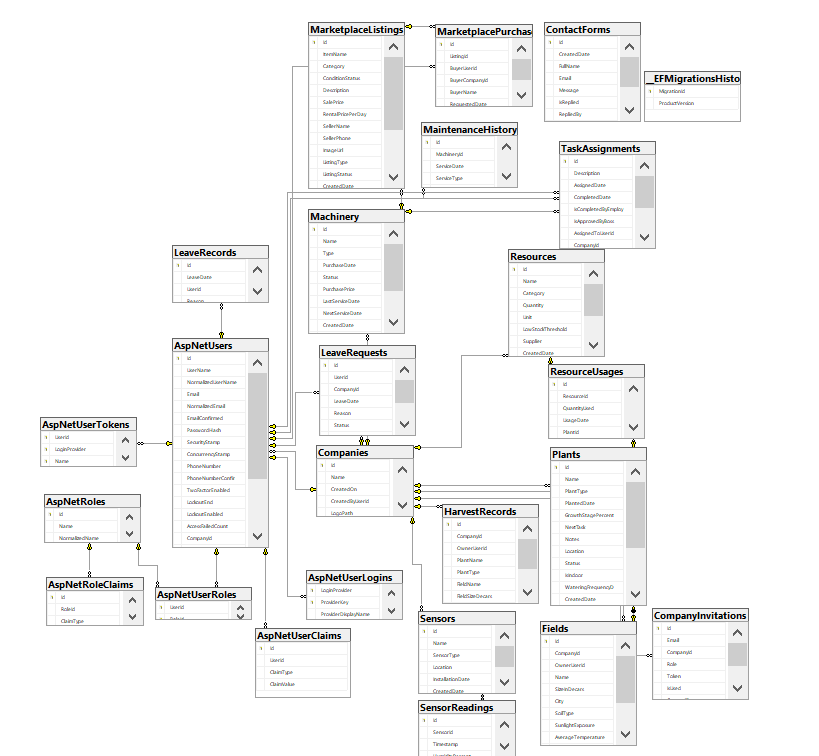 MarketplaceListings
Id
ItemName
Category
ConditionStatus
Description
SalePrice
RentalPricePerDay
SellerName
SellerPhone
ImageUrl
ListingType
ListingStatus
CreatedDate
MarketplacePurchas
Id
ListingId
BuyerUserId
BuyerCompanyId
BuyerName
RequestedDate
ContactForms
Id
CreatedDate
FullName
Email
Message
IsReplied
RepliedBy
__EFMigrationsHisto
MigrationId
ProductVersion
MaintenanceHistory
Id
MachineryId
ServiceDate
ServiceType
TaskAssignments
Id
Description
AssignedDate
CompletedDate
IsCompletedByEmploy
IsApprovedByBoss
AssignedToUserId
CompanyId
Machinery
Id
Name
Type
PurchaseDate
Status
PurchasePrice
LastServiceDate
NextServiceDate
CreatedDate
LeaveRecords
Id
LeaveDate
UserId
Reason
Resources
Id
Name
Category
Quantity
Unit
LowStockThreshold
Supplier
CreatedDate
AspNetUsers
Id
UserName
NormalizedUserName
Email
NormalizedEmail
EmailConfirmed
PasswordHash
SecurityStamp
ConcurrencyStamp
PhoneNumber
PhoneNumberConfir
TwoFactorEnabled
LockoutEnd
LockoutEnabled
AccessFailedCount
CompanyId
LeaveRequests
Id
UserId
CompanyId
LeaveDate
Reason
Status
ResourceUsages
Id
ResourceId
QuantityUsed
UsageDate
PlantId
AspNetUserTokens
UserId
LoginProvider
Name
Companies
Id
Name
CreatedOn
CreatedByUserId
LogoPath
Plants
Id
Name
PlantType
PlantedDate
GrowthStagePercent
NextTask
Notes
Location
Status
IsIndoor
WateringFrequencyD
CreatedDate
AspNetRoles
Id
Name
NormalizedName
HarvestRecords
Id
CompanyId
OwnerUserId
PlantName
PlantType
FieldName
FieldSizeDecars
AspNetRoleClaims
Id
RoleId
ClaimType
AspNetUserRoles
UserId
RoleId
AspNetUserLogins
LoginProvider
ProviderKey
ProviderDisplayName
AspNetUserClaims
Id
UserId
ClaimType
ClaimValue
Sensors
Id
Name
SensorType
Location
InstallationDate
CreatedDate
Fields
Id
CompanyId
OwnerUserId
Name
SizeInDecars
City
SoilType
SunlightExposure
AverageTemperature
CompanyInvitations
Id
Email
CompanyId
Role
Token
IsUsed
SensorReadings
Id
SensorId
Timestamp